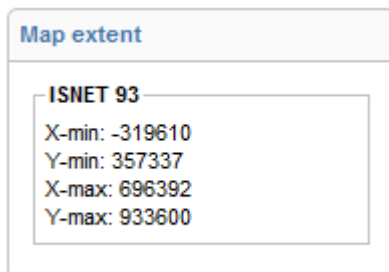 Map extent
ISNET 93
X-min: -319610
Y-min: 357337
X-max: 696392
Y-max: 933600